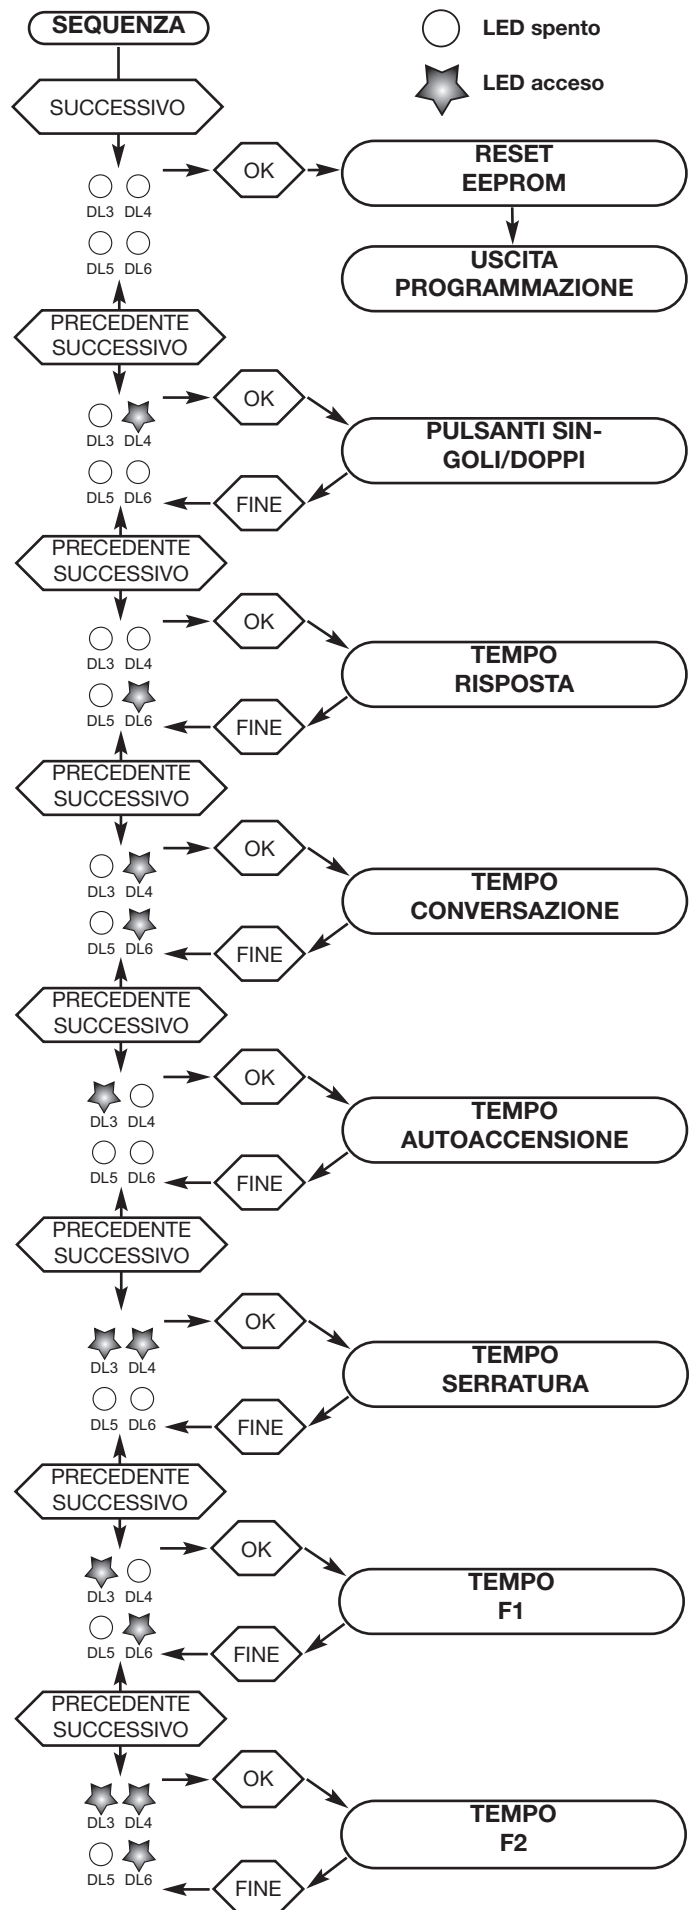 SEQUENZA
LED spento
LED acceso
SUCCESSIVO
OK
RESET
EEPROM
DL3 DL4
DL5 DL6
USCITA
PROGRAMMAZIONE
PRECEDENTE
SUCCESSIVO
OK
PULSANTI SIN-
GOLI/DOPPI
DL3 DL4
DL5 DL6
FINE
PRECEDENTE
SUCCESSIVO
OK
TEMPO
RISPOSTA
DL3 DL4
DL5 DL6
FINE
PRECEDENTE
SUCCESSIVO
OK
TEMPO
CONVERSAZIONE
DL3 DL4
DL5 DL6
FINE
PRECEDENTE
SUCCESSIVO
OK
TEMPO
AUTOACCENSIONE
DL3 DL4
DL5 DL6
FINE
PRECEDENTE
SUCCESSIVO
OK
TEMPO
SERRATURA
DL3 DL4
DL5 DL6
FINE
PRECEDENTE
SUCCESSIVO
OK
TEMPO
F1
DL3 DL4
DL5 DL6
FINE
PRECEDENTE
SUCCESSIVO
OK
TEMPO
F2
DL3 DL4
DL5 DL6
FINE